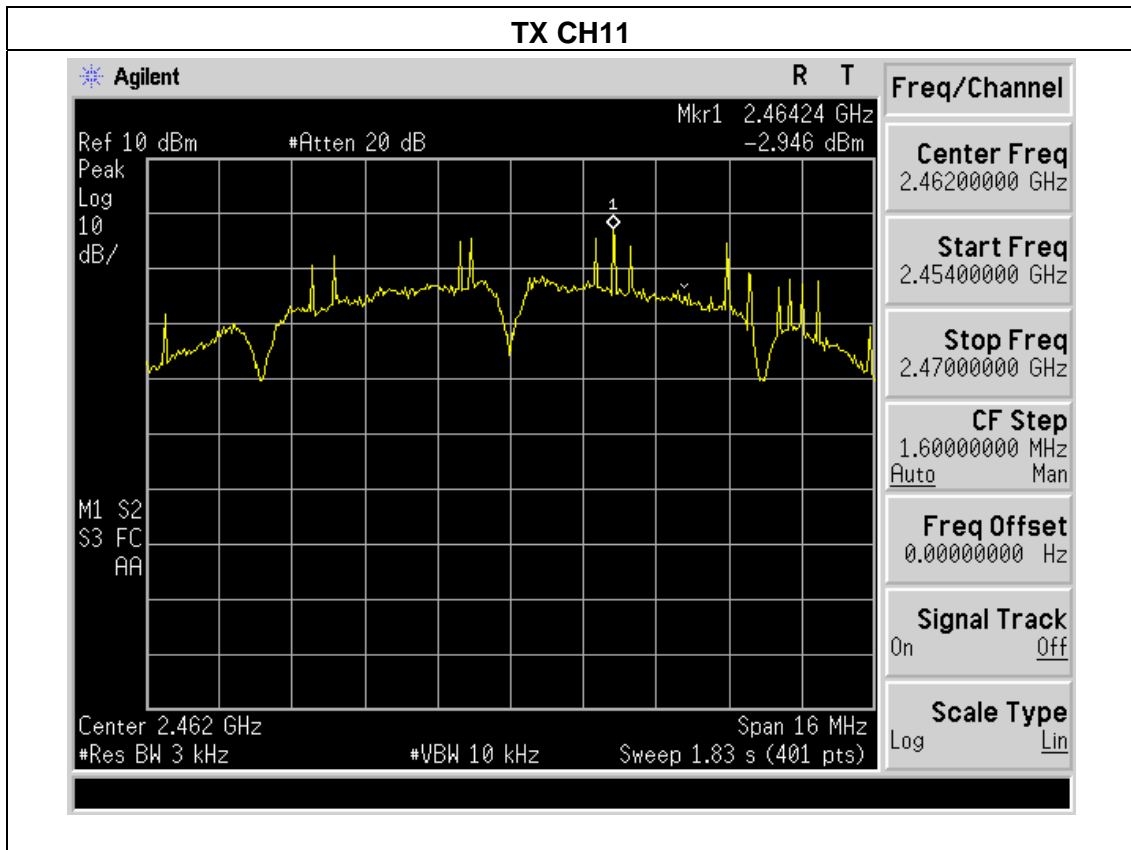 TX CH11
Agilent R T
Mkr1 2.46424 GHz
Ref 10 dBm #Atten 20 dB -2.946 dBm
Peak
Log
10
dB/
1
M1 S2
S3 FC
AA
Center 2.462 GHz Span 16 MHz
#Res BW 3 kHz #VBW 10 kHz Sweep 1.83 s (401 pts)
Freq/Channel
Center Freq
2.46200000 GHz
Start Freq
2.45400000 GHz
Stop Freq
2.47000000 GHz
CF Step
1.60000000 MHz
Auto Man
Freq Offset
0.00000000 Hz
Signal Track
On Off
Scale Type
Log Lin